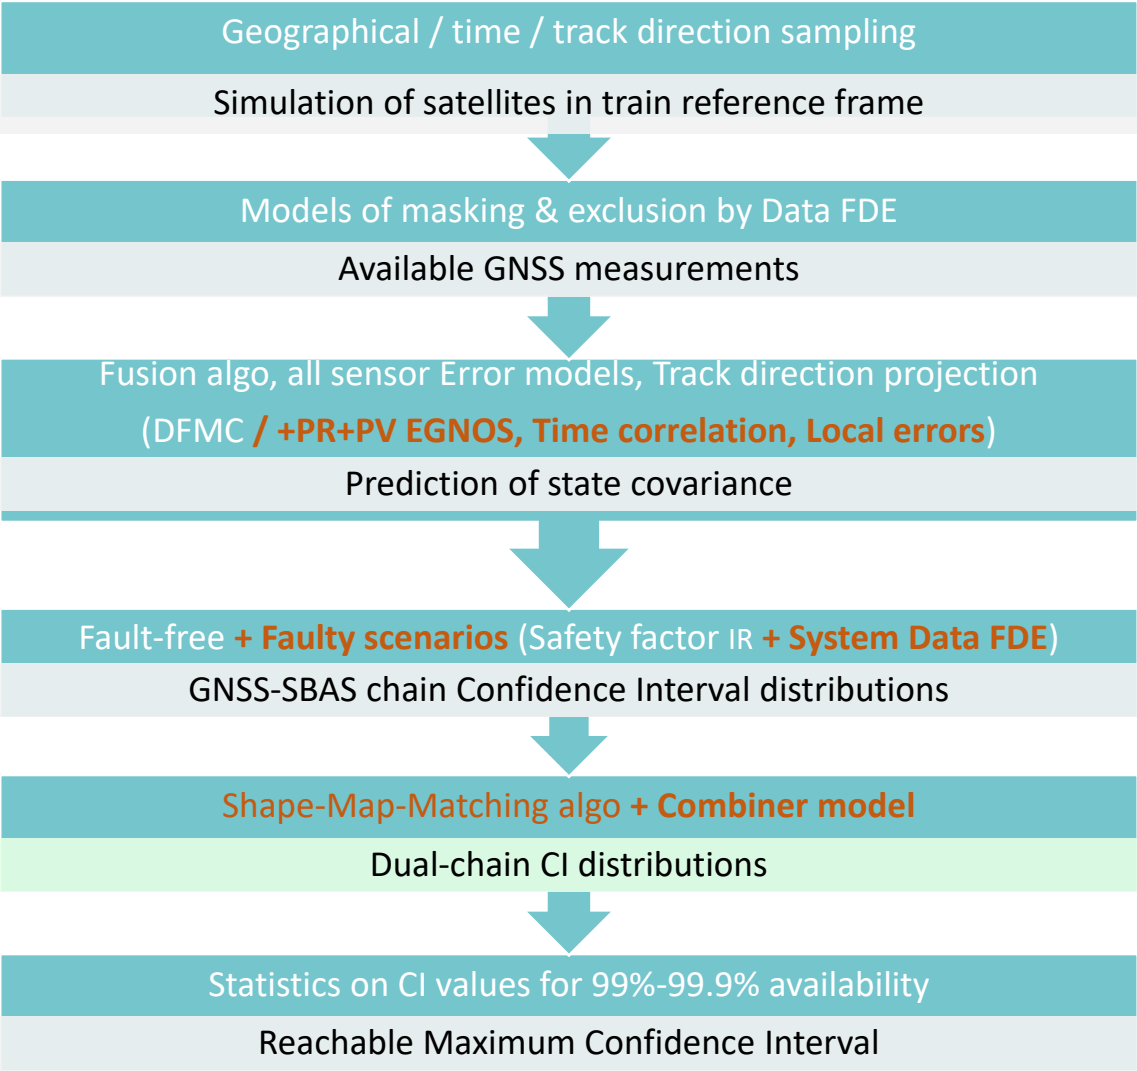 Geographical / time / track direction sampling
Simulation of satellites in train reference frame
Models of masking & exclusion by Data FDE
Available GNSS measurements
Fusion algo, all sensor Error models, Track direction projection
(DFMC / +PR+PV EGNOS, Time correlation, Local errors)
Prediction of state covariance
Fault-free + Faulty scenarios (Safety factor IR + System Data FDE)
GNSS-SBAS chain Confidence Interval distributions
Shape-Map-Matching algo + Combiner model
Dual-chain CI distributions
Statistics on CI values for 99%-99.9% availability
Reachable Maximum Confidence Interval